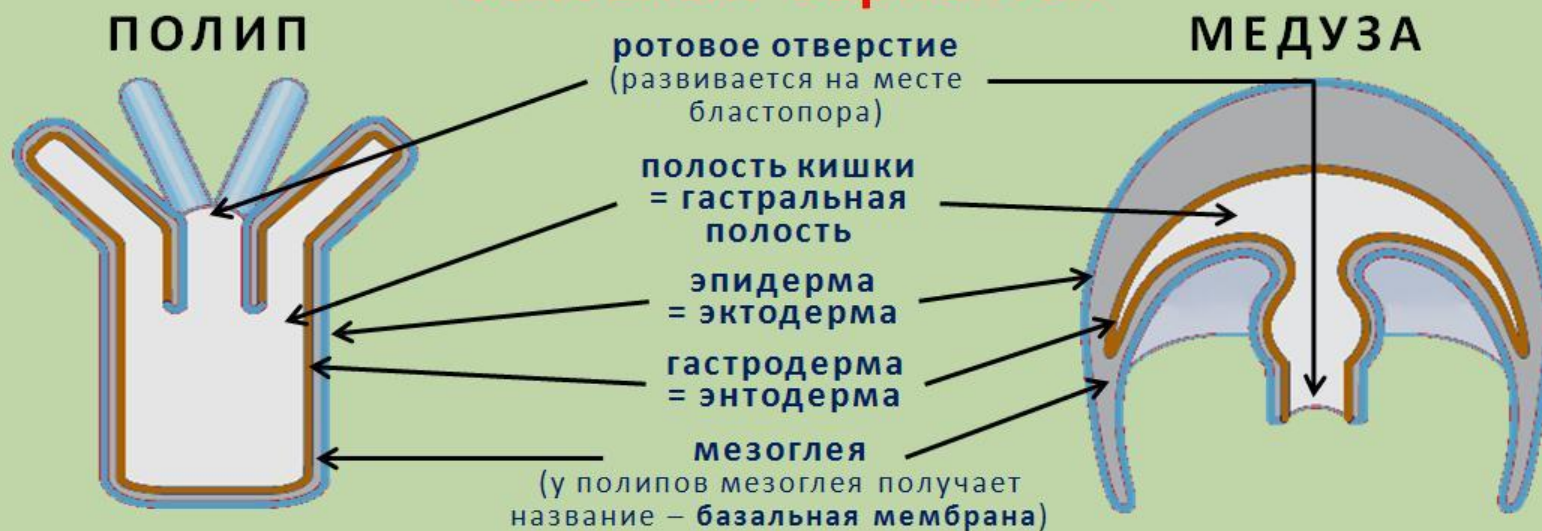 ПОЛИП
МЕДУЗА
ротовое отверстие
(развивается на месте
бластопора)
полость кишки
= гастральная
полость
эпидерма
= эктодерма
гастродерма
= энтодерма
мезоглея
(у полипов мезоглея получает
название – базальная мембрана)